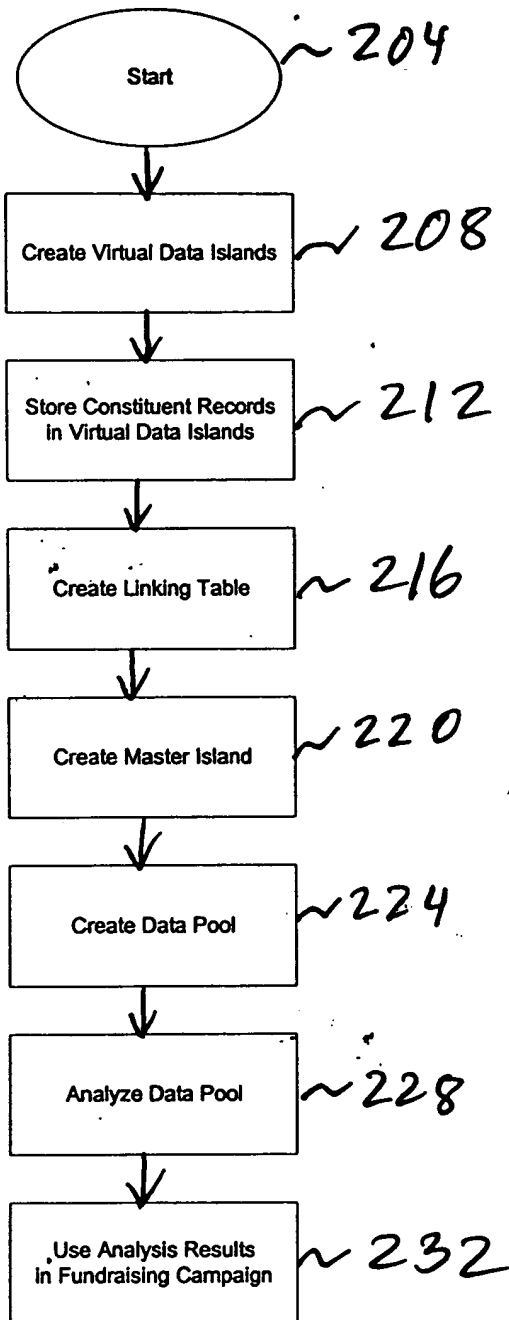 Start
204
Create Virtual Data Islands
208
Store Constituent Records
in Virtual Data Islands
212
Create Linking Table
216
Create Master Island
220
Create Data Pool
224
Analyze Data Pool
228
Use Analysis Results
in Fundraising Campaign
232